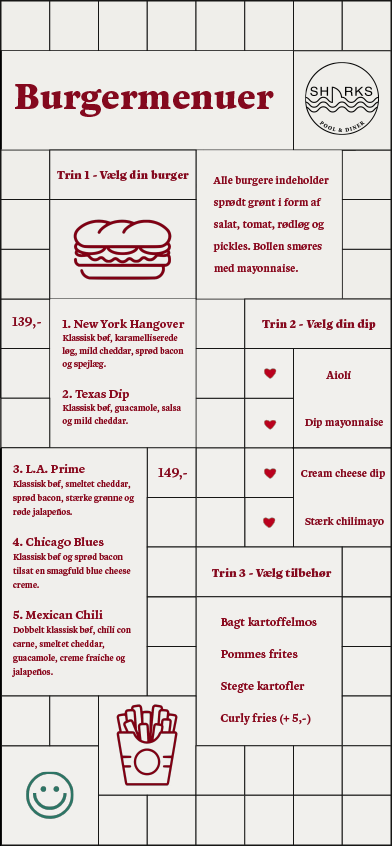 Burgermenuer
SHARKS
POOL & DINER
Trin 1 - Vælg din burger
Alle burgere indeholder
sprødt grønt i form af
salat, tomat, rødløg og
pickles. Bollen smøres
med mayonnaise.
139,-
1. New York Hangover
Klassisk bøf, karamelliserede
løg, mild cheddar, sprød bacon
og spejlæg.
2. Texas Dip
Klassisk bøf, guacamole, salsa
og mild cheddar.
Trin 2 - Vælg din dip
Aioli
Dip mayonnaise
Cream cheese dip
Stærk chilimayo
149,-
3. L.A. Prime
Klassisk bøf, smeltet cheddar,
sprød bacon, stærke grønne og
røde jalapeños.
4. Chicago Blues
Klassisk bøf og sprød bacon
tilsat en smagfuld blue cheese
creme.
5. Mexican Chili
Dobbelt klassisk bøf, chili con
carne, smeltet cheddar,
guacamole, creme fraiche og
jalapeños.
Trin 3 - Vælg tilbehør
Bagt kartoffelmos
Pommes frites
Stegte kartofler
Curly fries (+ 5,-)